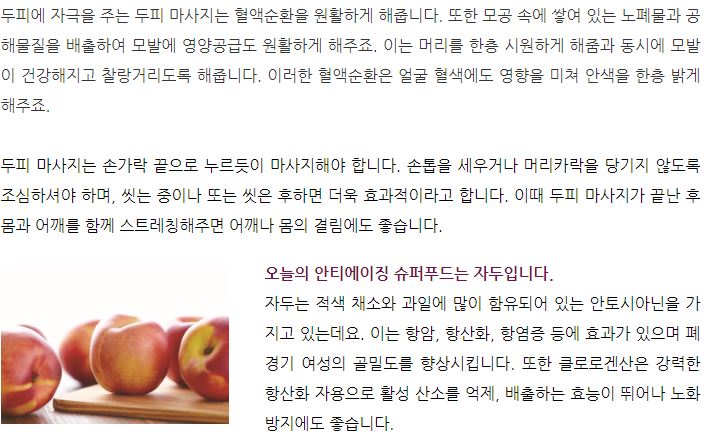 두피에 자극을 주는 두피 마사지는 혈액순환을 원활하게 해줍니다. 또한 모공 속에 쌓여 있는 노폐물과 공
해물질을 배출하여 모발에 영양공급도 원활하게 해주죠. 이는 머리를 한층 시원하게 해줌과 동시에 모발
이 건강해지고 찰랑거리도록 해줍니다. 이러한 혈액순환은 얼굴 혈색에도 영향을 미쳐 안색을 한층 밝게
해주죠.
두피 마사지는 손가락 끝으로 누르듯이 마사지해야 합니다. 손톱을 세우거나 머리카락을 당기지 않도록
조심하셔야 하며, 씻는 중이나 또는 씻은 후하면 더욱 효과적이라고 합니다. 이때 두피 마사지가 끝난 후
몸과 어깨를 함께 스트레칭해주면 어깨나 몸의 결림에도 좋습니다.
오늘의 안티에이징 슈퍼푸드는 자두입니다.
자두는 적색 채소와 과일에 많이 함유되어 있는 안토시아닌을 가
지고 있는데요. 이는 항암, 항산화, 항염증 등에 효과가 있으며 폐
경기 여성의 골밀도를 향상시킵니다. 또한 클로로겐산은 강력한
항산화 자용으로 활성 산소를 억제, 배출하는 효능이 뛰어나 노화
방지에도 좋습니다.